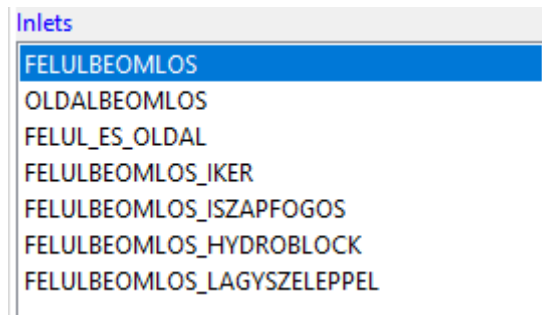 Inlets
FELULBEOMLOS
OLDALBEOMLOS
FELUL_ES_OLDAL
FELULBEOMLOS_IKER
FELULBEOMLOS_ISZAPFOGOS
FELULBEOMLOS_HYDROBLOCK
FELULBEOMLOS_LAGYSZELEPPEL